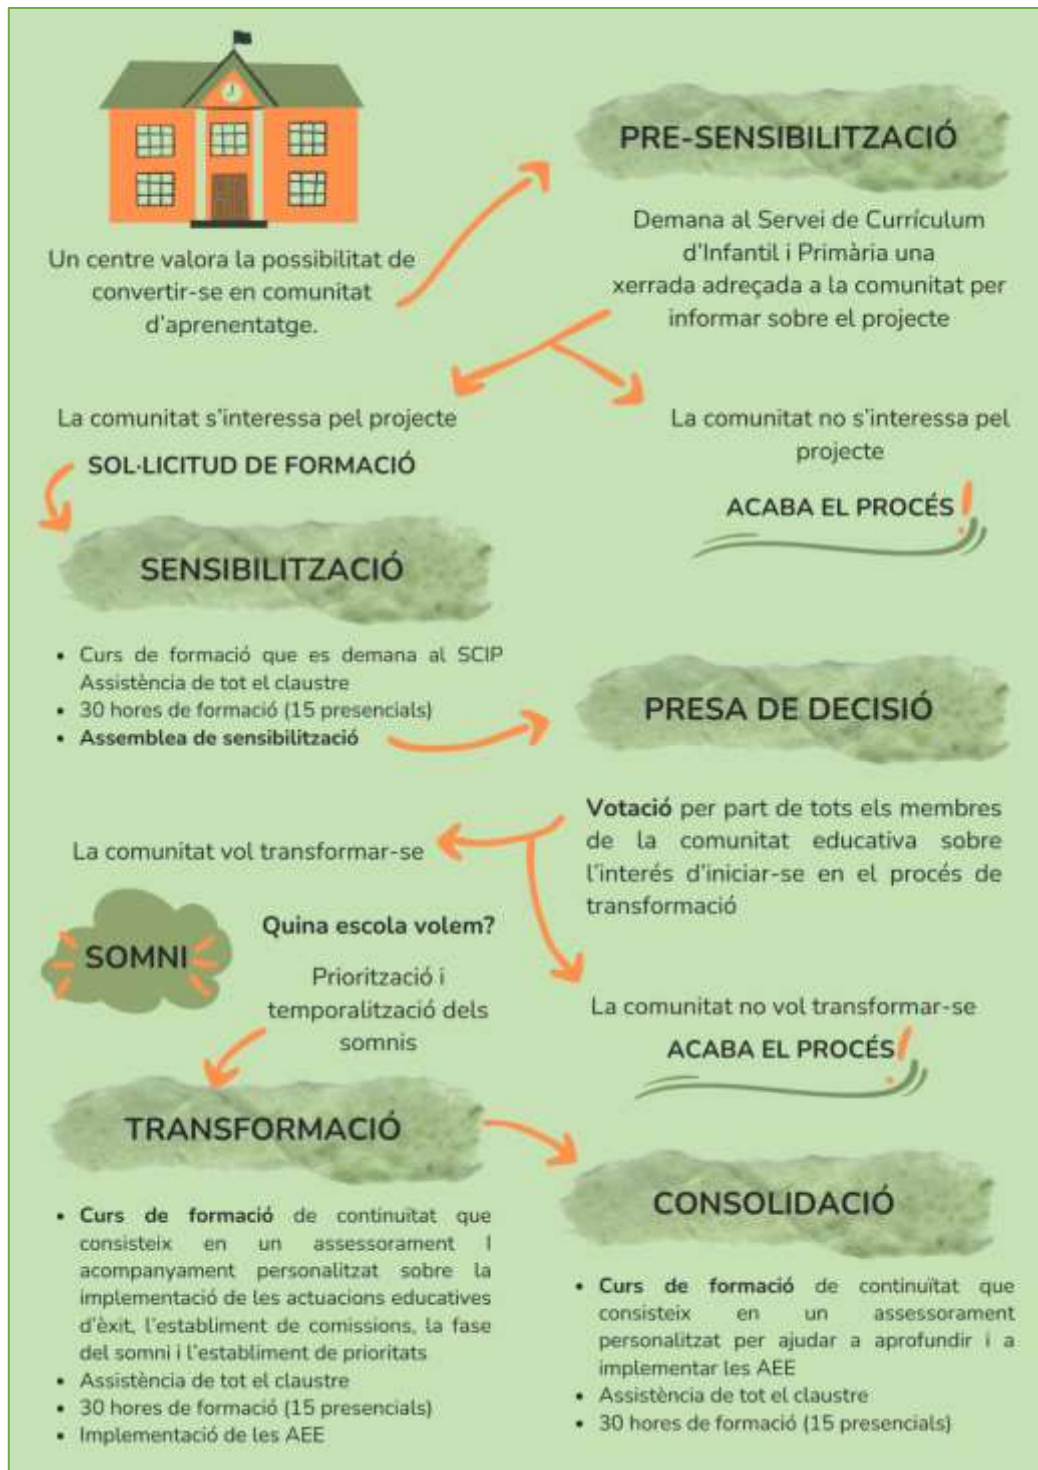 Un centre valora la possibilitat de
convertir-se en comunitat
d'aprenentatge.
PRE-SENSIBILITZACIÓ
Demana al Servei de Currículum
d'Infantil i Primària una
xerrada adreçada a la comunitat per
informar sobre el projecte
La comunitat s'interessa pel projecte
SOL·LICITUD DE FORMACIÓ
La comunitat no s'interessa pel
projecte
ACABA EL PROCÉS!
SENSIBILITZACIÓ
• Curs de formació que es demana al SCIP
Assistència de tot el claustre
• 30 hores de formació (15 presencials)
• Assemblea de sensibilització
PRESA DE DECISIÓ
Votació per part de tots els membres
de la comunitat educativa sobre
l'interés d'iniciar-se en el procés de
transformació
La comunitat vol transformar-se
SOMNI
Quina escola volem?
Priorització i
temporalització dels
somnis
La comunitat no vol transformar-se
ACABA EL PROCÉS!
TRANSFORMACIÓ
• Curs de formació de continuïtat que
consisteix en un assessorament I
acompanyament personalitzat sobre la
implementació de les actuacions educatives
d'èxit, l'establiment de comissions, la fase
del somni i l'establiment de prioritats
• Assistència de tot el claustre
• 30 hores de formació (15 presencials)
• Implementació de les AEE
CONSOLIDACIÓ
• Curs de formació de continuïtat que
consisteix en un assessorament
personalitzat per ajudar a aprofundir i a
implementar les AEE
• Assistència de tot el claustre
• 30 hores de formació (15 presencials)